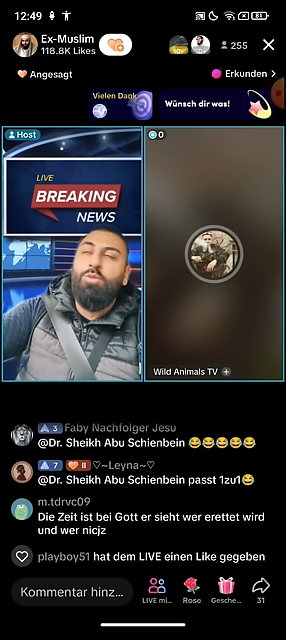 12:49
81
Ex-Muslim
118.8K Likes
10+
255
Angesagt
Erkunden >
Vielen Dank
Wünsch dir was!
Host
0
LIVE
BREAKING
NEWS
Wild Animals TV +
3 Faby Nachfolger Jesu
@Dr. Sheikh Abu Schienbein 😂😂😂😂😂
7 II ♡~Leyna~♡
@Dr. Sheikh Abu Schienbein passt 1zu1😂
m.tdrvc09
Die Zeit ist bei Gott er sieht wer erettet wird
und wer nicjz
playboy51 hat dem LIVE einen Like gegeben
Kommentar hinz...
LIVE mi...
Rose
Gesche...
31